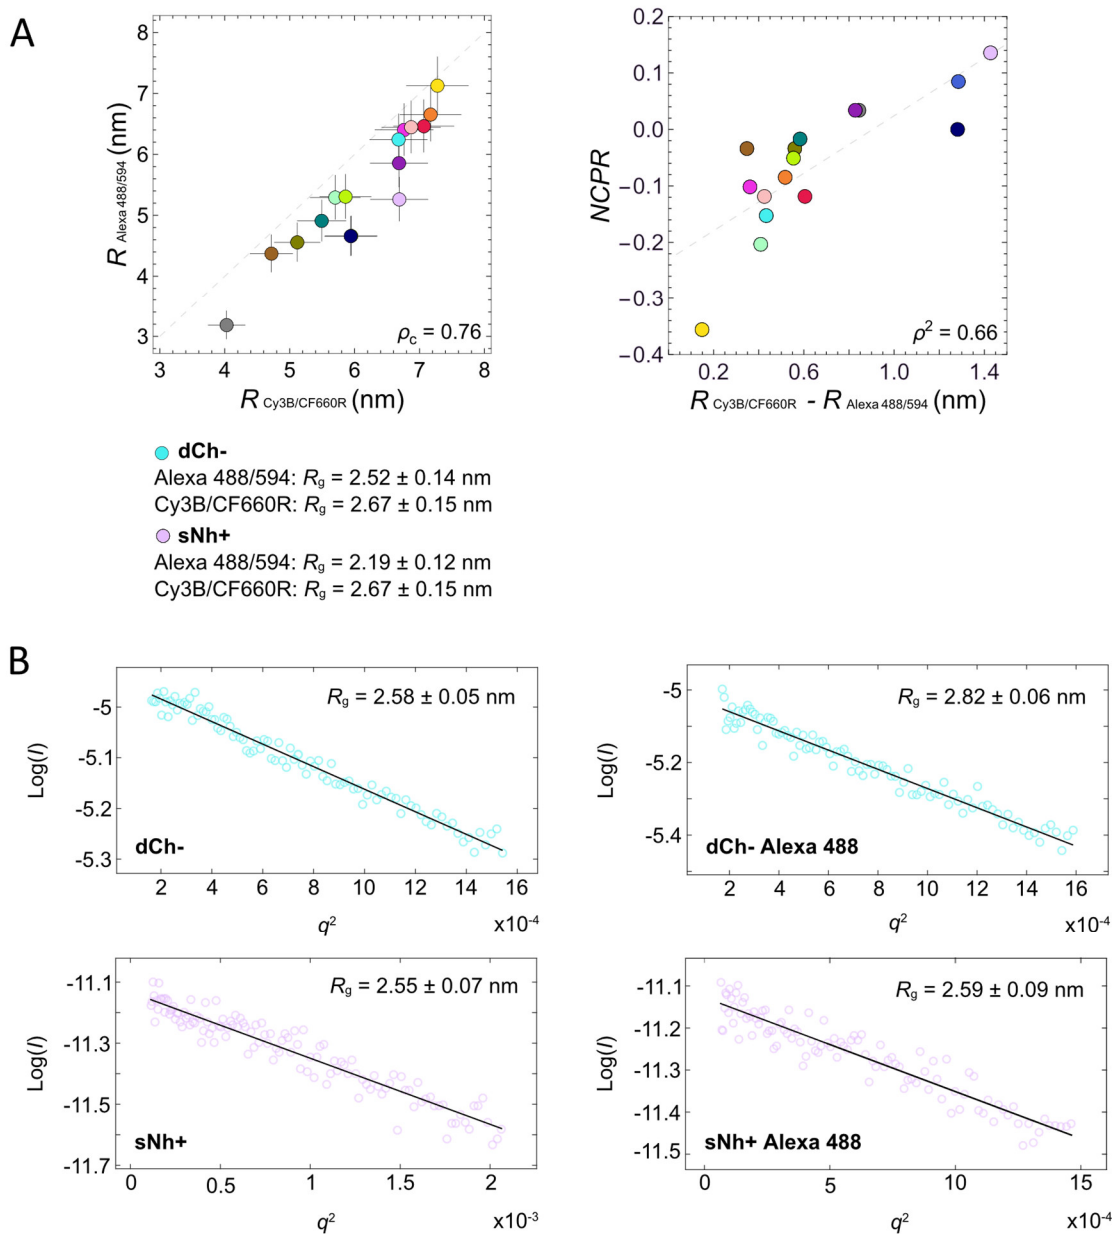 A
8
7
6
5
4
3
R Alexa 488/594 (nm)
ρc = 0.76
3 4 5 6 7 8
R Cy3B/CF660R (nm)
0.2
0.1
0.0
−0.1
−0.2
−0.3
−0.4
NCPR
ρ² = 0.66
0.2 0.6 1.0 1.4
R Cy3B/CF660R - R Alexa 488/594 (nm)
dCh-
Alexa 488/594: Rg = 2.52 ± 0.14 nm
Cy3B/CF660R: Rg = 2.67 ± 0.15 nm
sNh+
Alexa 488/594: Rg = 2.19 ± 0.12 nm
Cy3B/CF660R: Rg = 2.67 ± 0.15 nm
B
Rg = 2.58 ± 0.05 nm
-5
-5.1
-5.2
-5.3
Log(I)
dCh-
2 4 6 8 10 12 14 16
q² x10-4
Rg = 2.82 ± 0.06 nm
-5
-5.2
-5.4
Log(I)
dCh- Alexa 488
2 4 6 8 10 12 14 16
q² x10-4
Rg = 2.55 ± 0.07 nm
-11.1
-11.3
-11.5
-11.7
Log(I)
sNh+
0 0.5 1 1.5 2
q² x10-3
Rg = 2.59 ± 0.09 nm
-11.1
-11.2
-11.3
-11.4
-11.5
Log(I)
sNh+ Alexa 488
0 5 10 15
q² x10-4